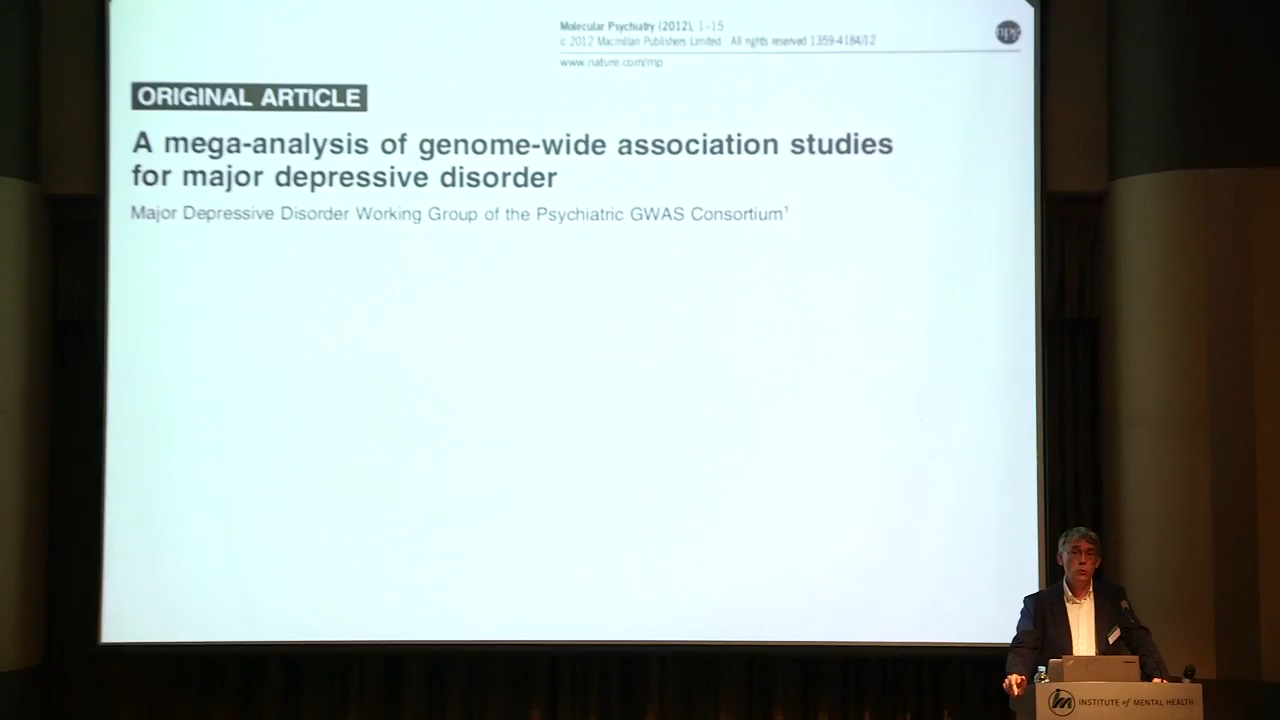 Molecular Psychiatry (2012), 1–15
© 2012 Macmillan Publishers Limited All rights reserved 1359-4184/12
www.nature.com/mp
npg
ORIGINAL ARTICLE
A mega-analysis of genome-wide association studies
for major depressive disorder
Major Depressive Disorder Working Group of the Psychiatric GWAS Consortium¹
INSTITUTE of MENTAL HEALTH